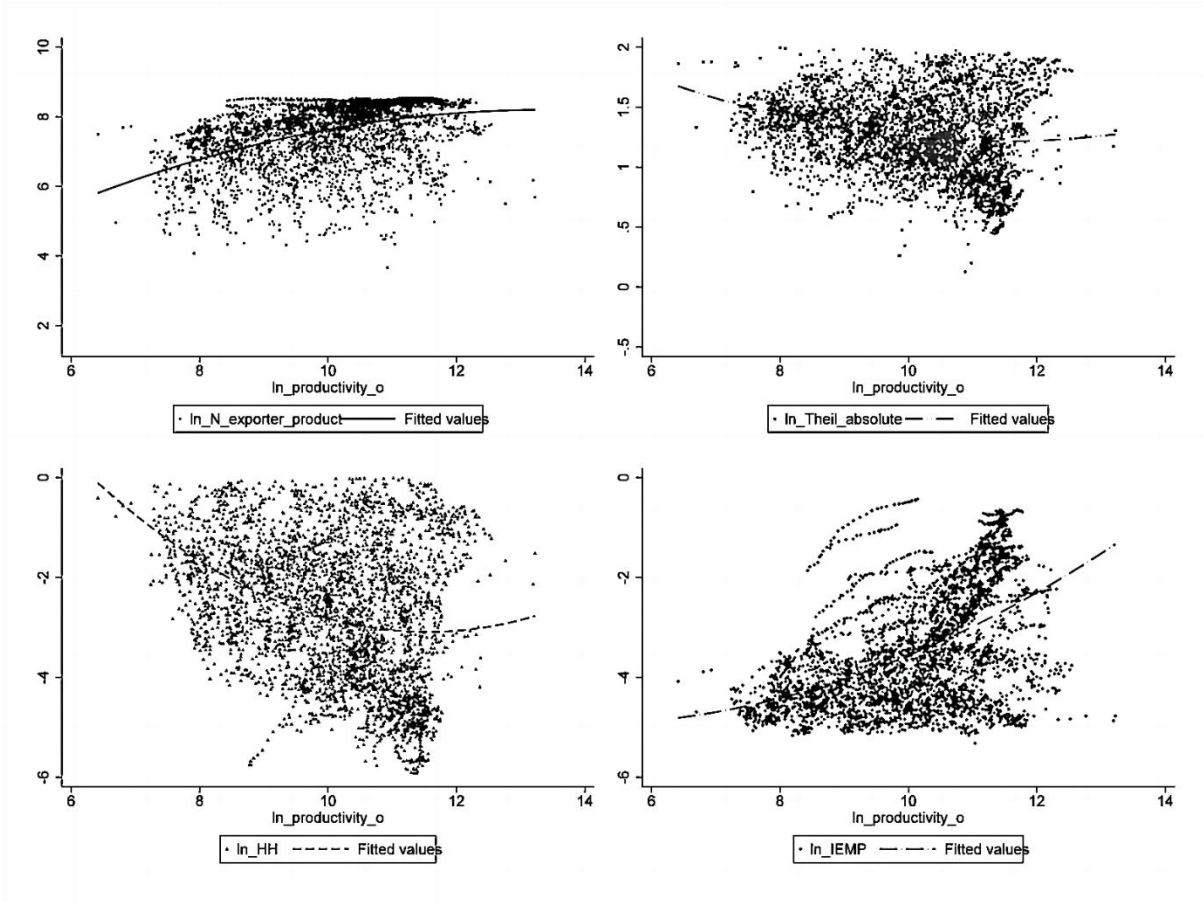 10
8
6
4
2
6 8 10 12 14
ln_productivity_o
ln_N_exporter_product Fitted values
2
1.5
1
.5
0
-.5
6 8 10 12 14
ln_productivity_o
ln_Theil_absolute Fitted values
0
-2
-4
-6
6 8 10 12 14
ln_productivity_o
ln_HH Fitted values
0
-2
-4
-6
6 8 10 12 14
ln_productivity_o
ln_IEMP Fitted values